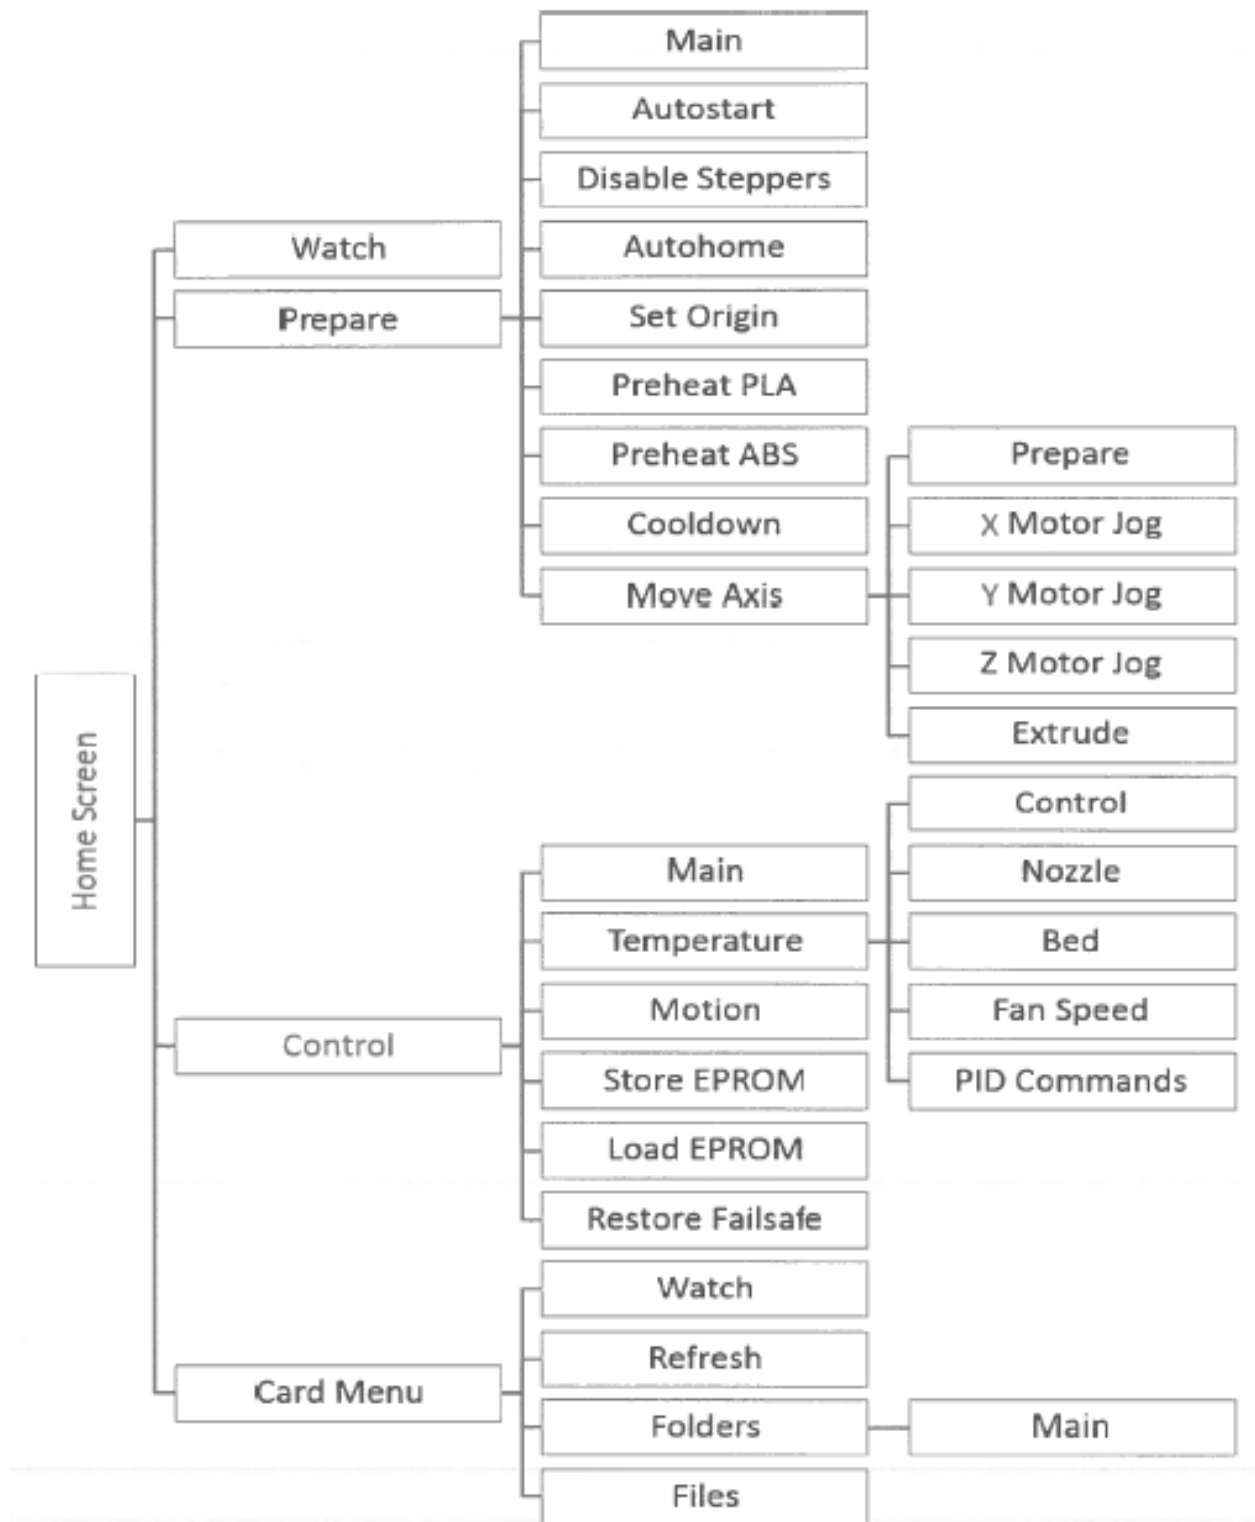 Home Screen
Watch
Prepare
Main
Autostart
Disable Steppers
Autohome
Set Origin
Preheat PLA
Preheat ABS
Cooldown
Move Axis
Prepare
X Motor Jog
Y Motor Jog
Z Motor Jog
Extrude
Control
Main
Temperature
Control
Nozzle
Bed
Fan Speed
PID Commands
Motion
Store EPROM
Load EPROM
Restore Failsafe
Card Menu
Watch
Refresh
Folders
Main
Files